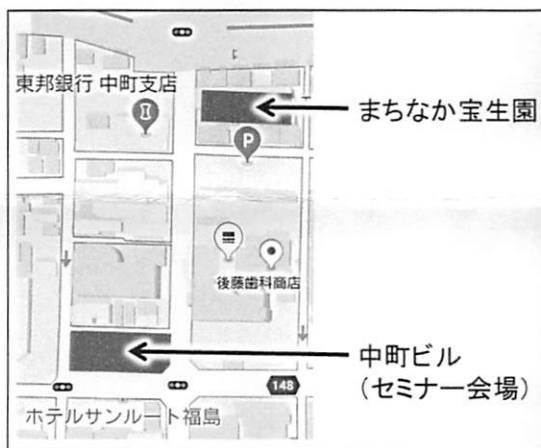 東邦銀行 中町支店
まちなか宝生園
P
後藤歯科商店
中町ビル
(セミナー会場)
148
ホテルサンルート福島